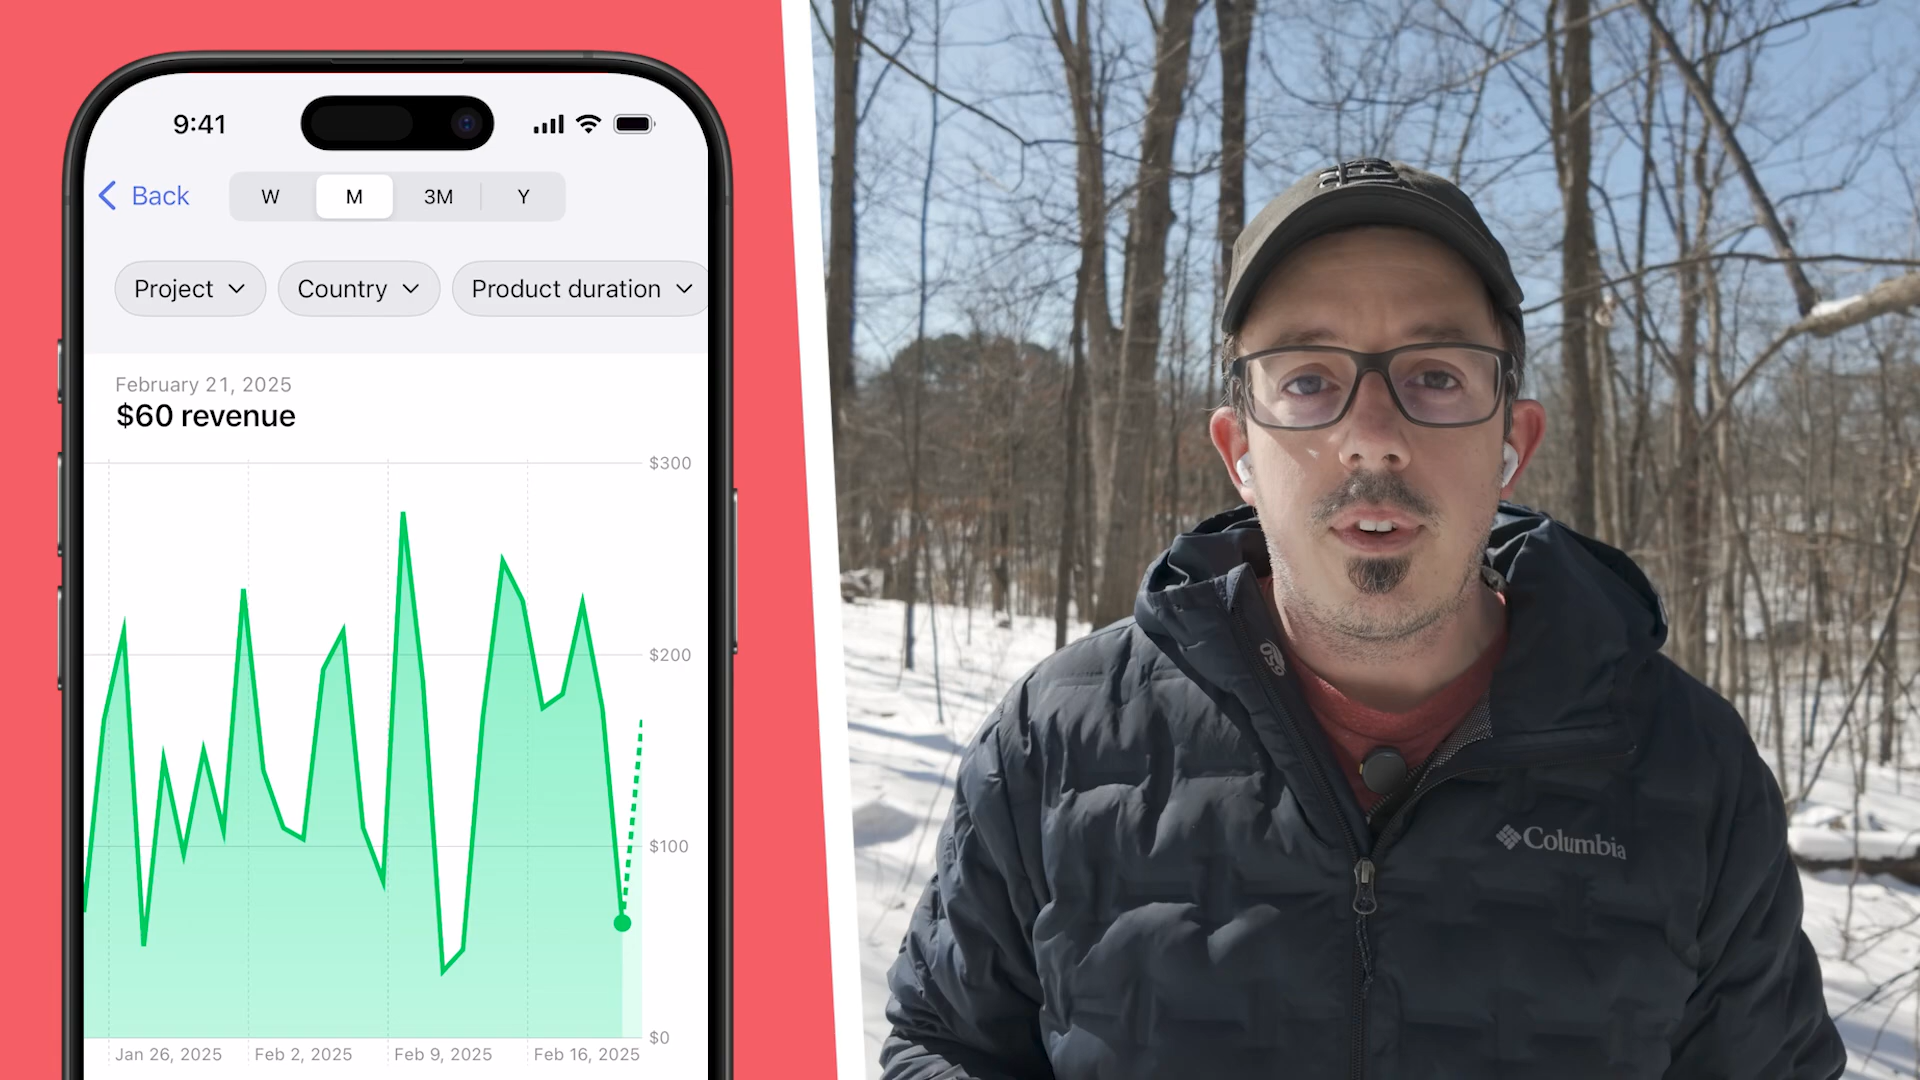 9:41
Back
W M 3M Y
Project Country Product duration
February 21, 2025
$60 revenue
$300
$200
$100
$0
Jan 26, 2025 Feb 2, 2025 Feb 9, 2025 Feb 16, 2025
Columbia